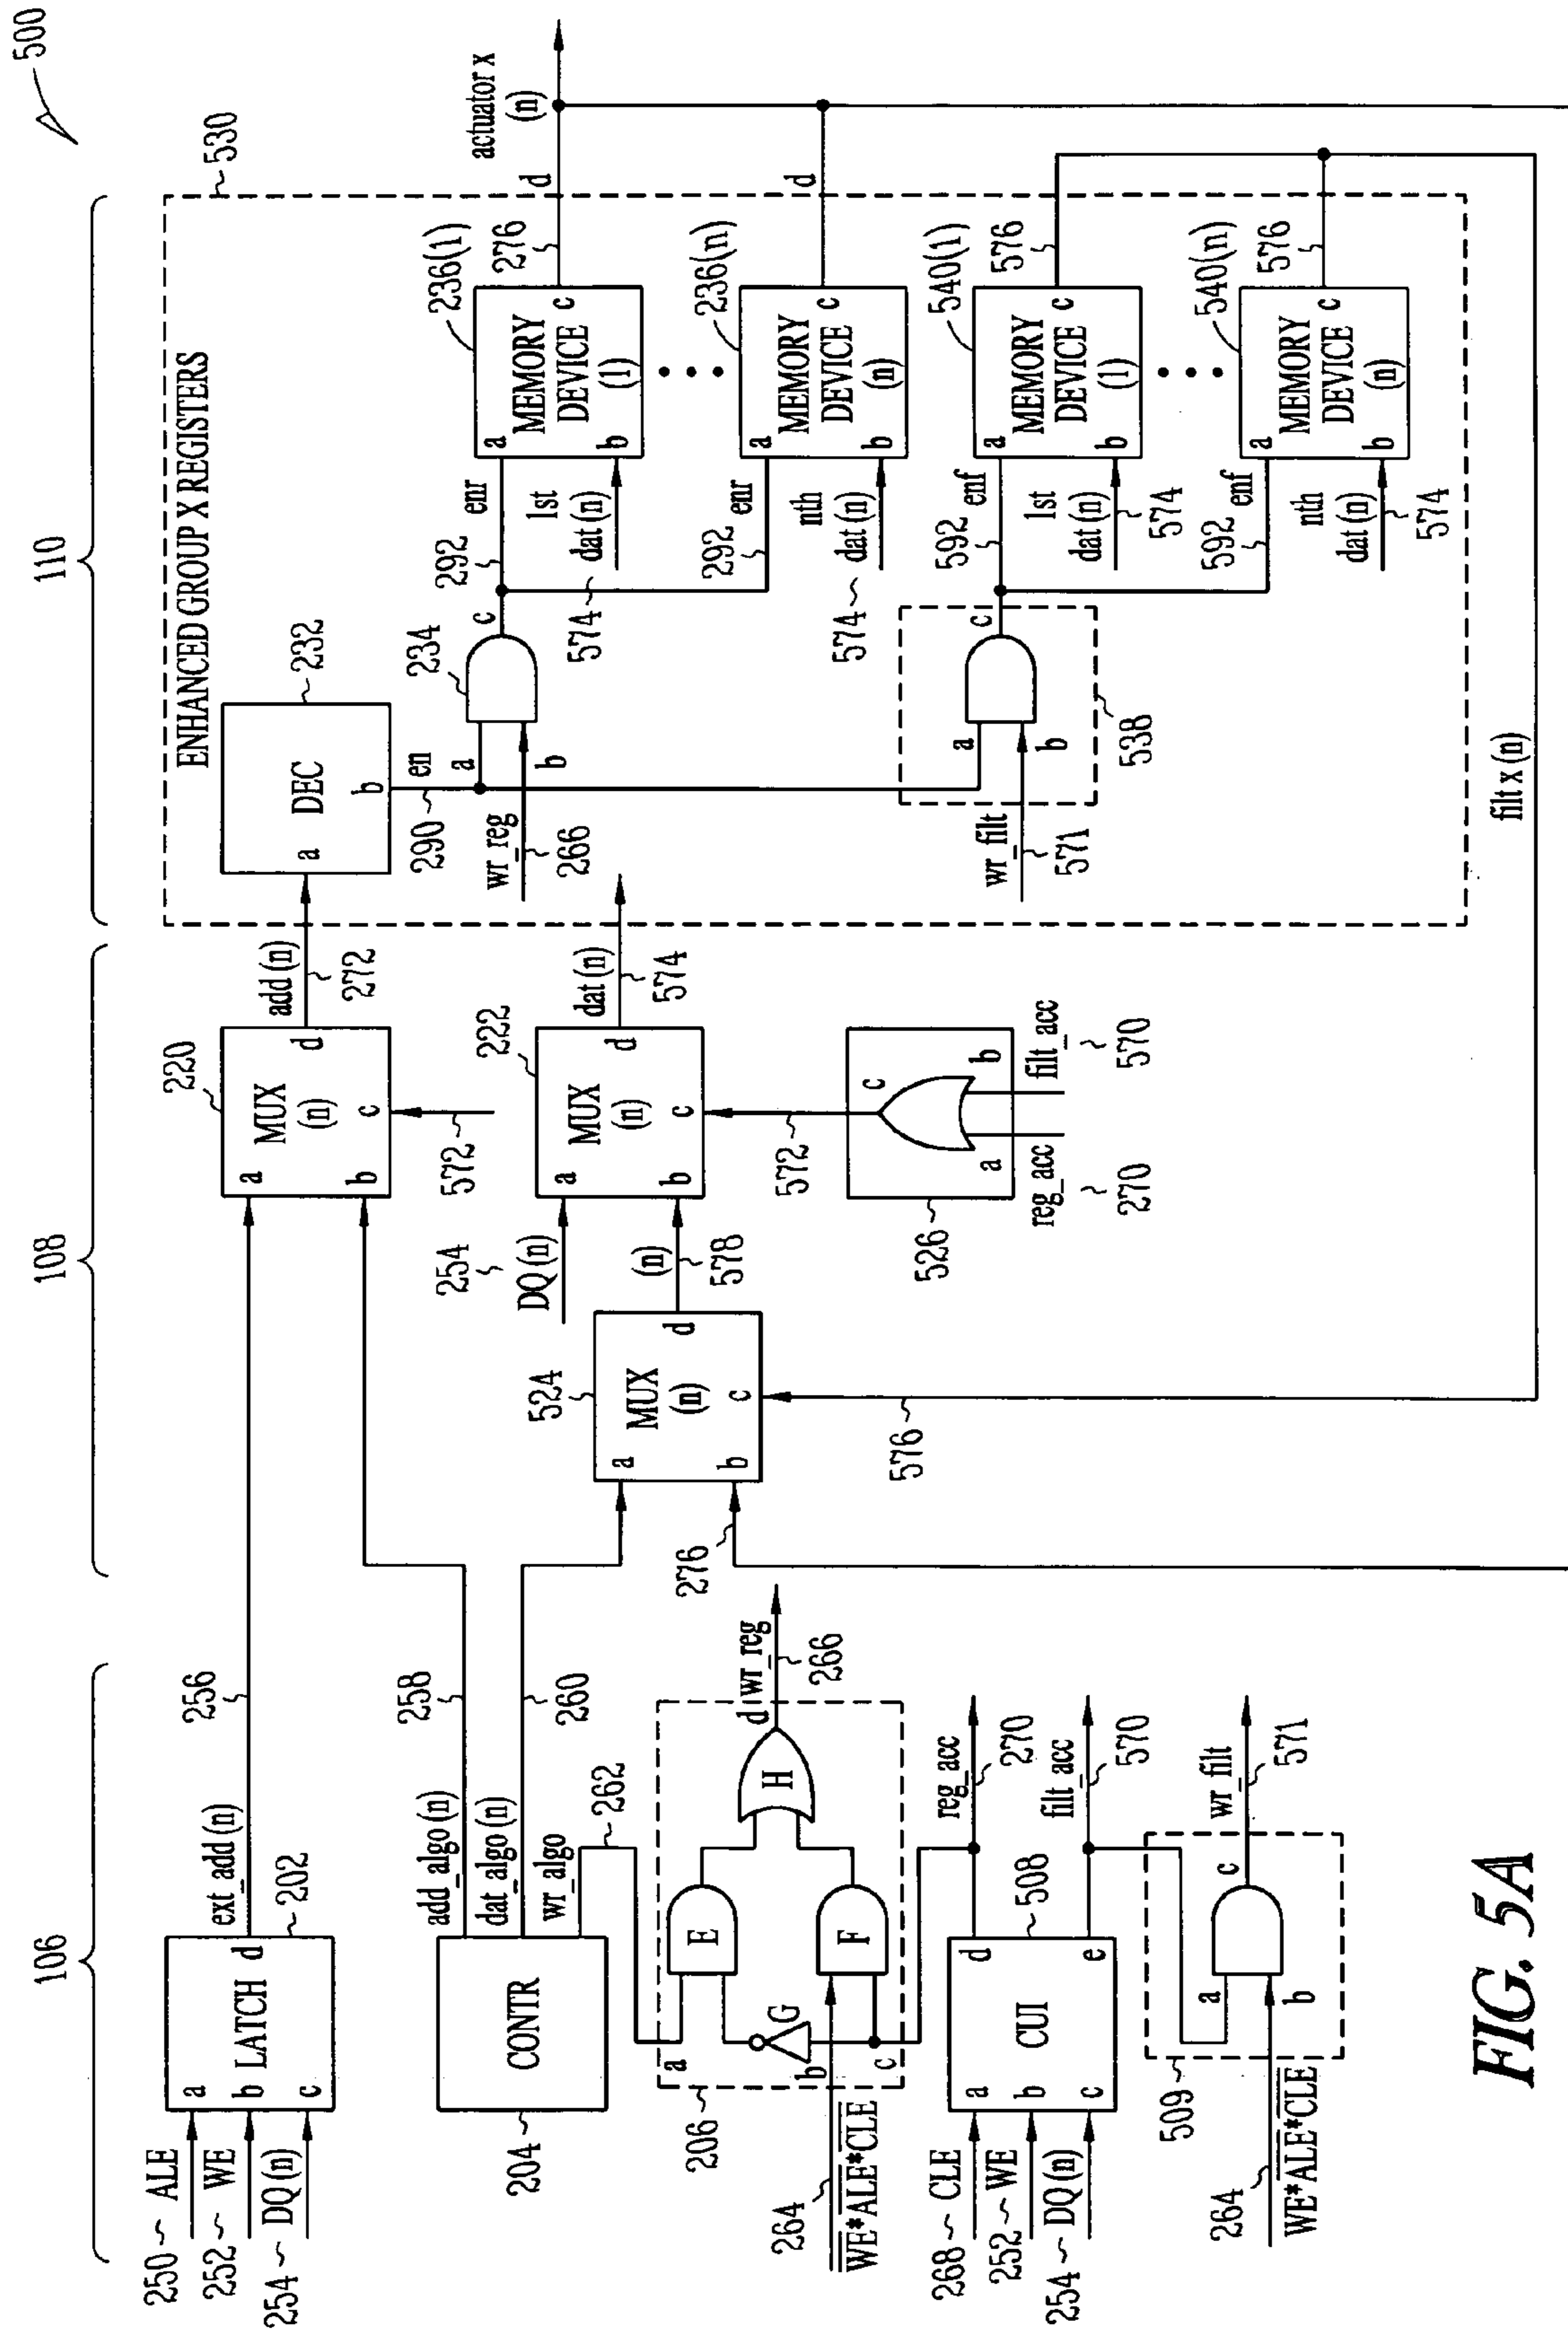 500
106
108
110
250
ALE
252
WE
254
DQ (n)
a
b
c
LATCH
d
202
ext_add (n)
256
204
CONTR
add_algo (n)
dat_algo (n)
wr_algo
258
260
262
206
a
b
c
G
E
F
H
d
wr_reg
266
264
WE*ALE*CLE
268
CLE
252
WE
254
DQ (n)
a
b
c
CUI
d
e
508
reg_acc
270
filt_acc
570
509
a
b
c
264
WE*ALE*CLE
wr_filt
571
220
MUX
(n)
a
b
c
d
572
add (n)
272
222
MUX
(n)
a
b
c
d
254
DQ (n)
dat (n)
574
572
524
MUX
(n)
a
b
c
d
(n)
578
276
576
526
a
b
c
reg_acc
270
filt_acc
570
530
ENHANCED GROUP X REGISTERS
232
DEC
a
b
en
290
a
b
c
234
wr_reg
266
292
enr
1st
dat (n)
574
236(1)
MEMORY
DEVICE
(1)
a
b
c
276
d
actuator x
(n)
292
enr
nth
dat (n)
574
236(n)
MEMORY
DEVICE
(n)
a
b
c
d
538
a
b
c
wr_filt
571
592
enf
1st
dat (n)
574
540(1)
MEMORY
DEVICE
(1)
a
b
c
576
592
enf
nth
dat (n)
574
540(n)
MEMORY
DEVICE
(n)
a
b
c
576
filt x (n)
FIG. 5A